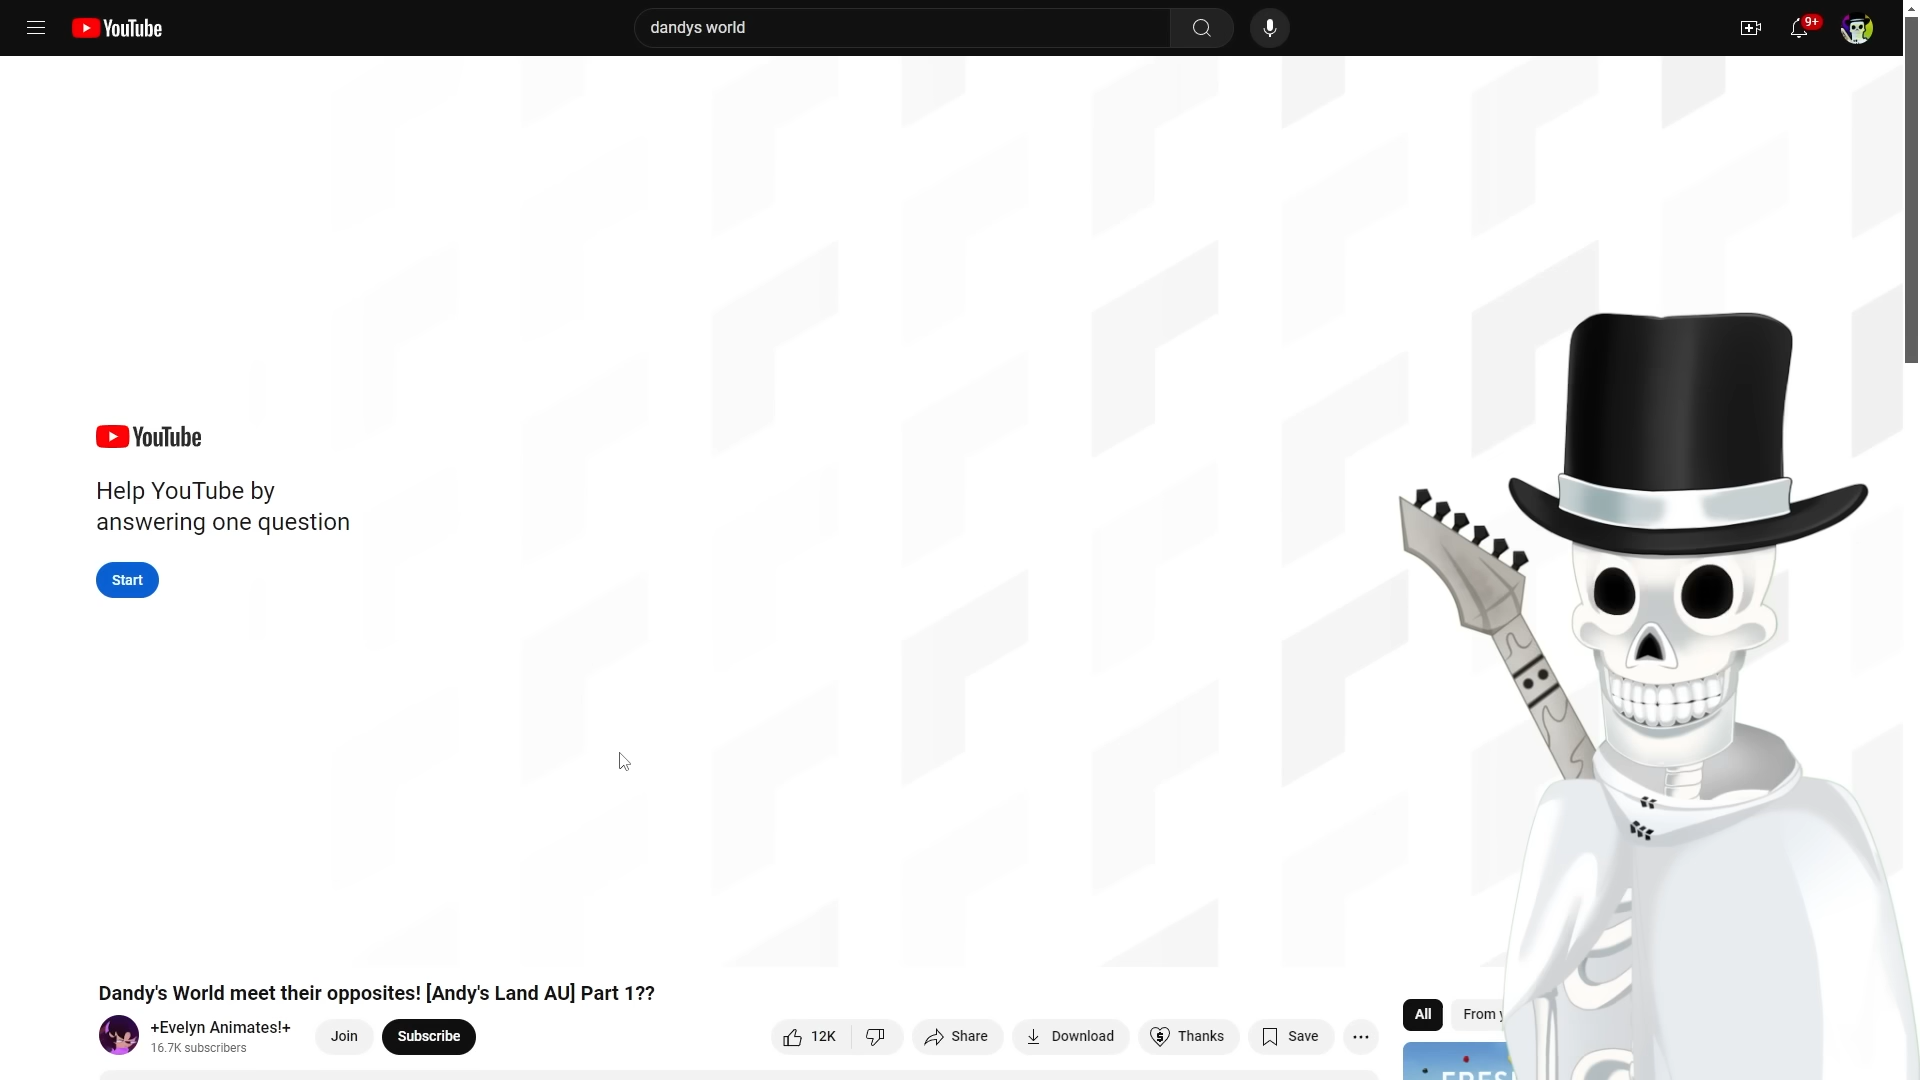 YouTube
dandys world
9+
YouTube
Help YouTube by
answering one question
Start
Dandy's World meet their opposites! [Andy's Land AU] Part 1??
+Evelyn Animates!+
16.7K subscribers
Join
Subscribe
12K
Share
Download
Thanks
Save
All
From